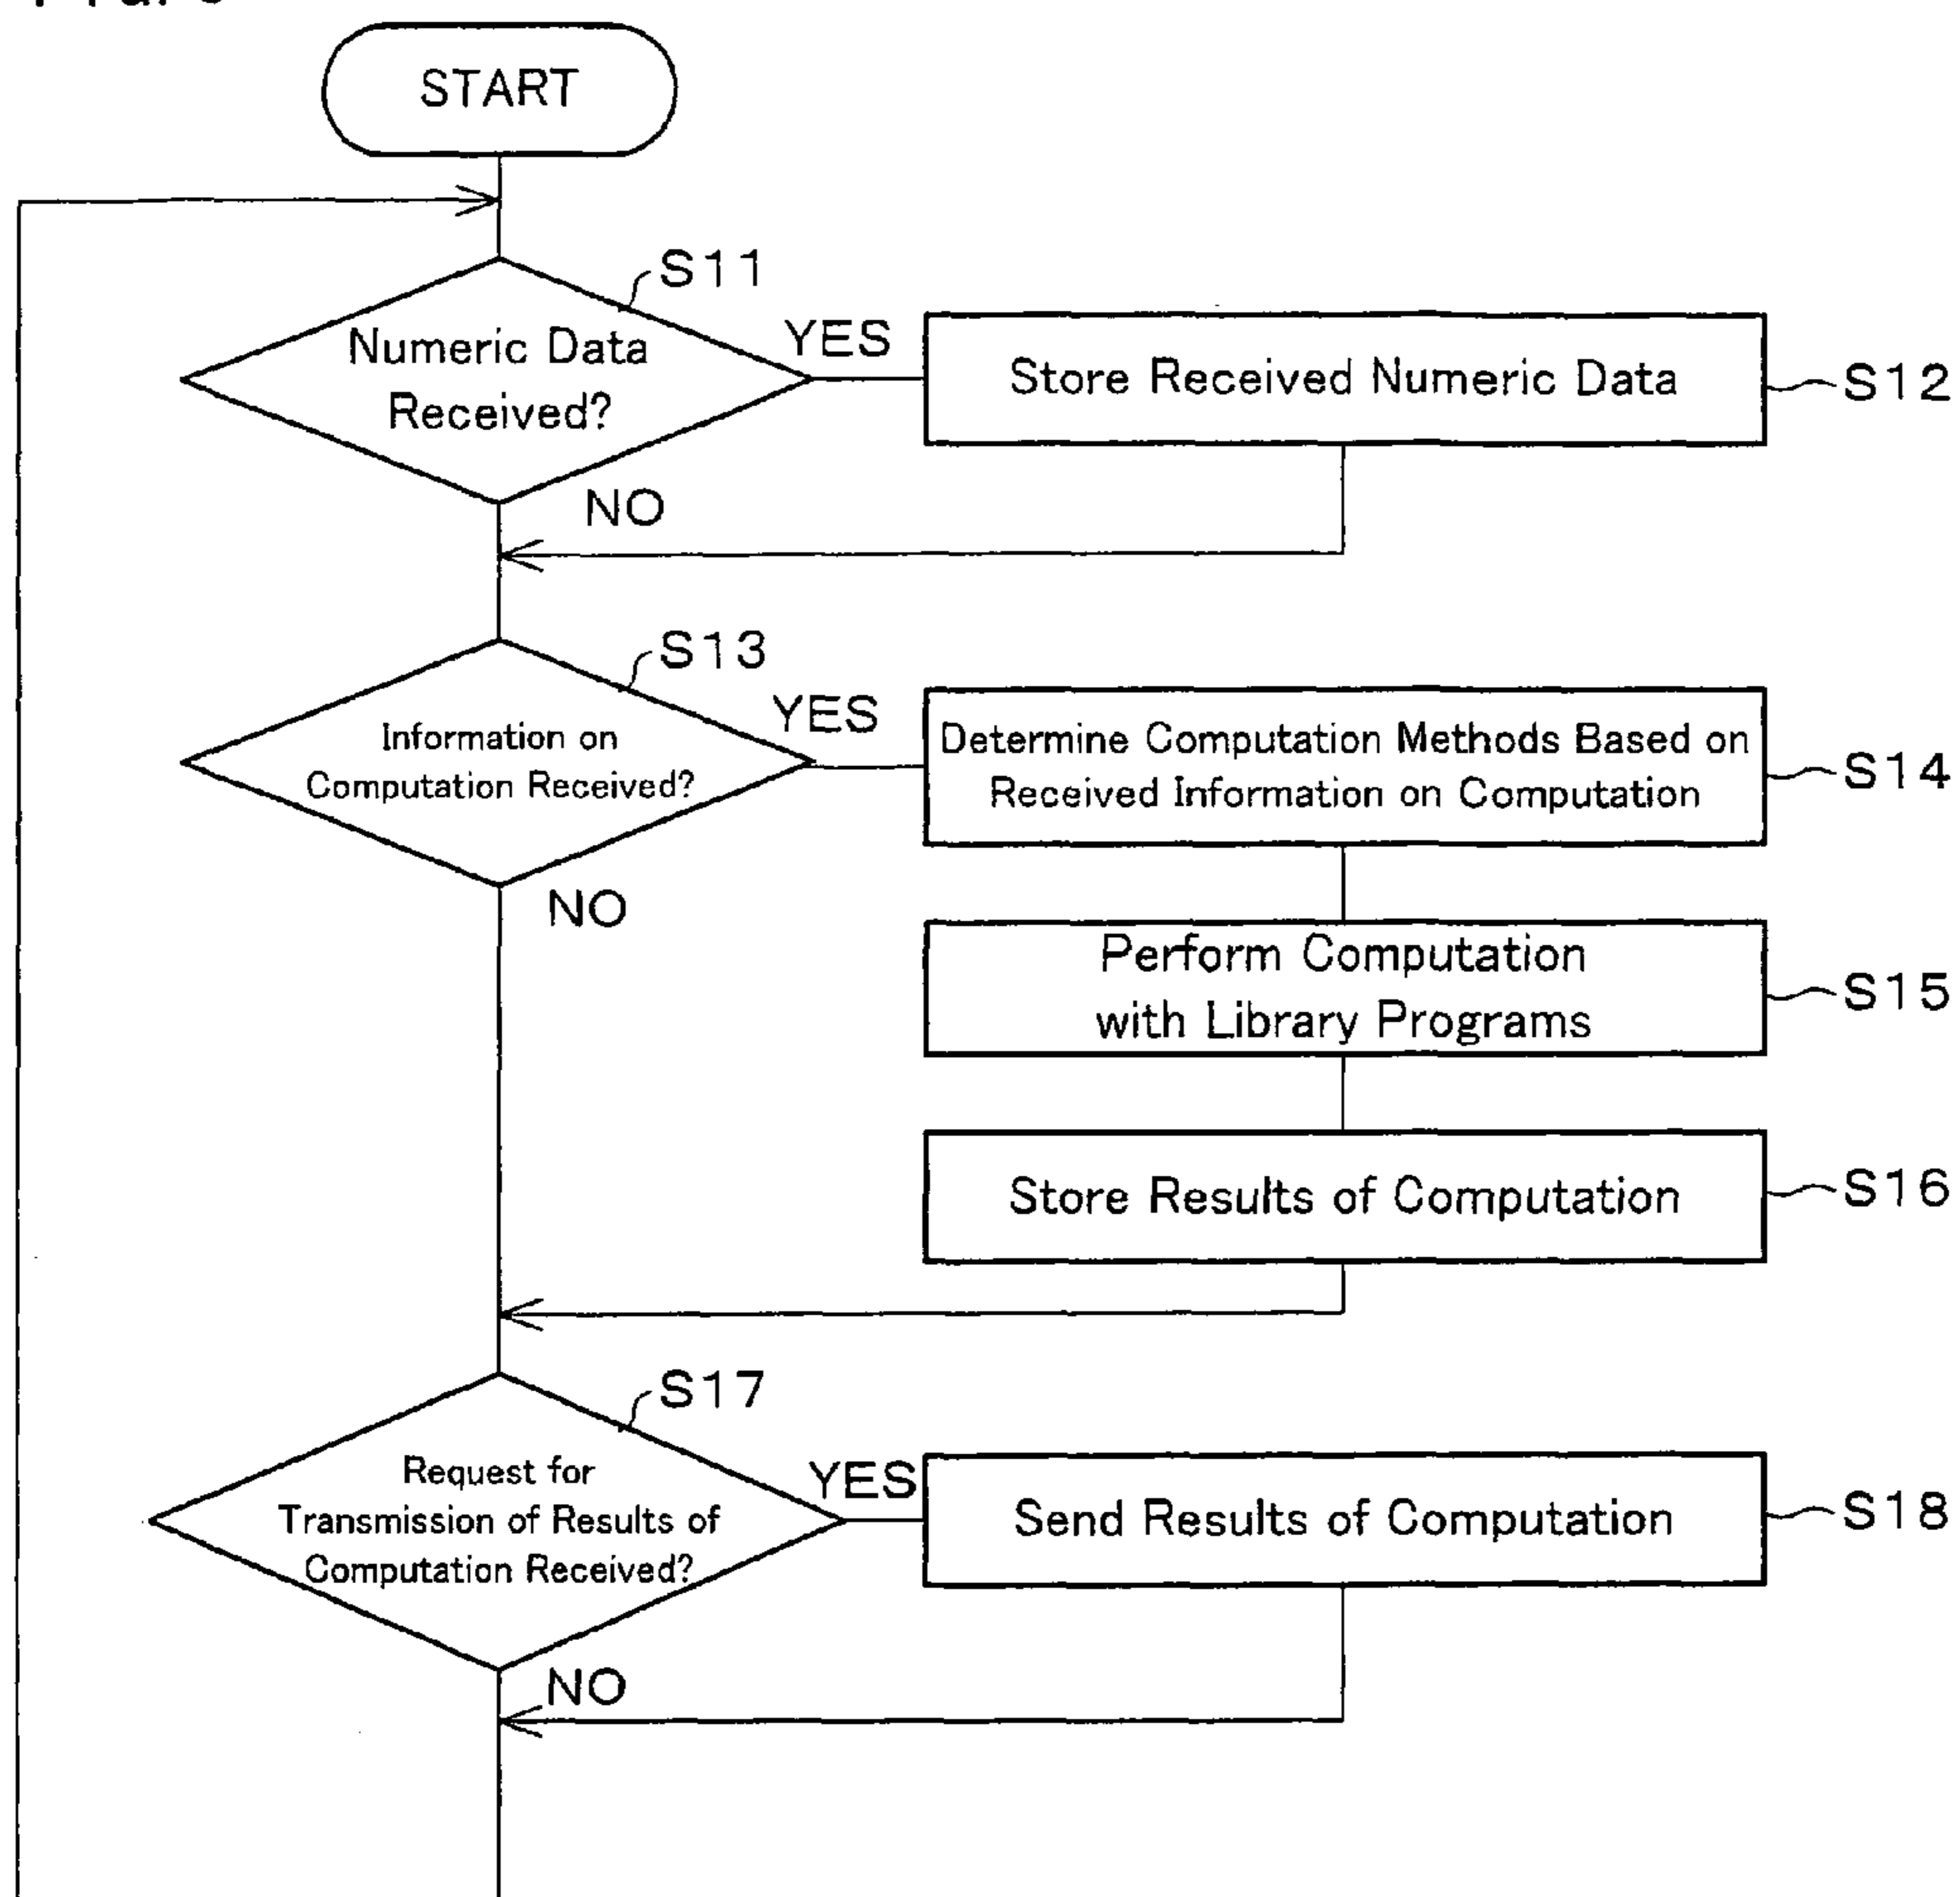 START
S11
Numeric Data
Received?
YES
Store Received Numeric Data
S12
NO
S13
Information on
Computation Received?
YES
Determine Computation Methods Based on
Received Information on Computation
S14
NO
Perform Computation
with Library Programs
S15
Store Results of Computation
S16
S17
Request for
Transmission of Results of
Computation Received?
YES
Send Results of Computation
S18
NO